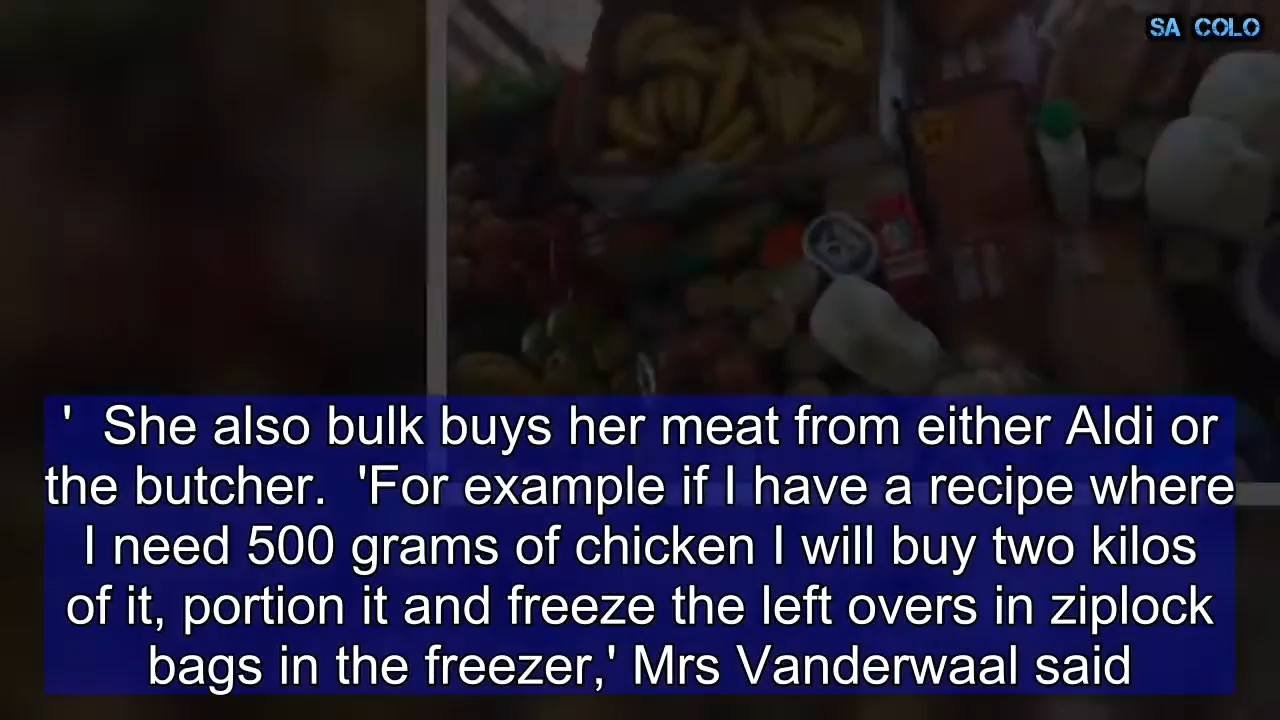 SA COLO
'  She also bulk buys her meat from either Aldi or
the butcher.  'For example if I have a recipe where
I need 500 grams of chicken I will buy two kilos
of it, portion it and freeze the left overs in ziplock
bags in the freezer,' Mrs Vanderwaal said